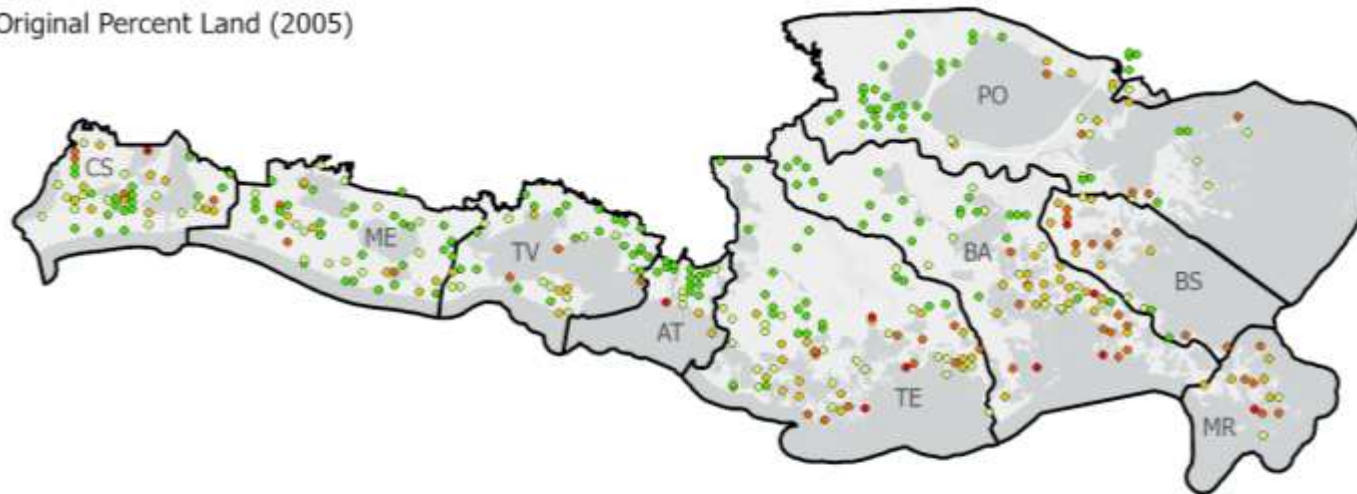 Original Percent Land (2005)
PO
CS
ME
TV
BA
BS
AT
TE
MR